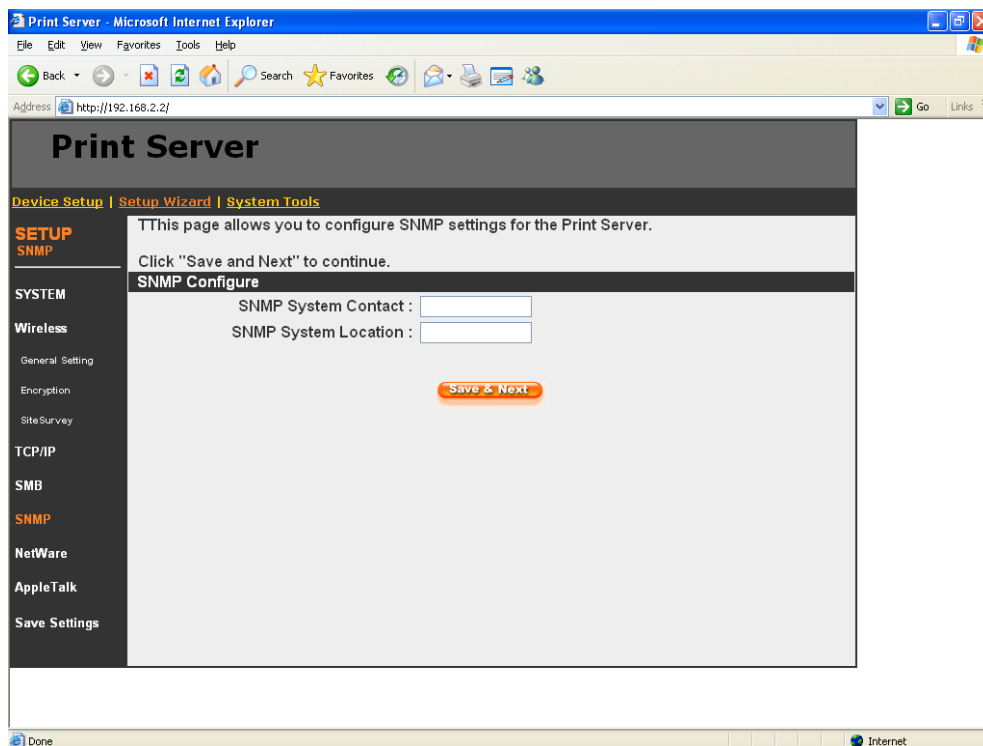 Print Server - Microsoft Internet Explorer
File Edit View Favorites Tools Help
Back Search Favorites
Address http://192.168.2.2/ Go Links
Print Server
Device Setup | Setup Wizard | System Tools
SETUP
SNMP
SYSTEM
Wireless
General Setting
Encryption
SiteSurvey
TCP/IP
SMB
SNMP
NetWare
AppleTalk
Save Settings
TThis page allows you to configure SNMP settings for the Print Server.
Click "Save and Next" to continue.
SNMP Configure
SNMP System Contact :
SNMP System Location :
Save & Next
Done Internet